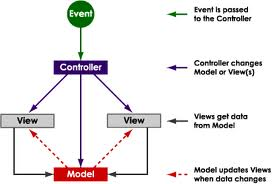 Event
Event is passed
to the Controller
Controller
Controller changes
Model or View(s)
View
View
Views get data
from Model
Model
Model updates Views
when data changes